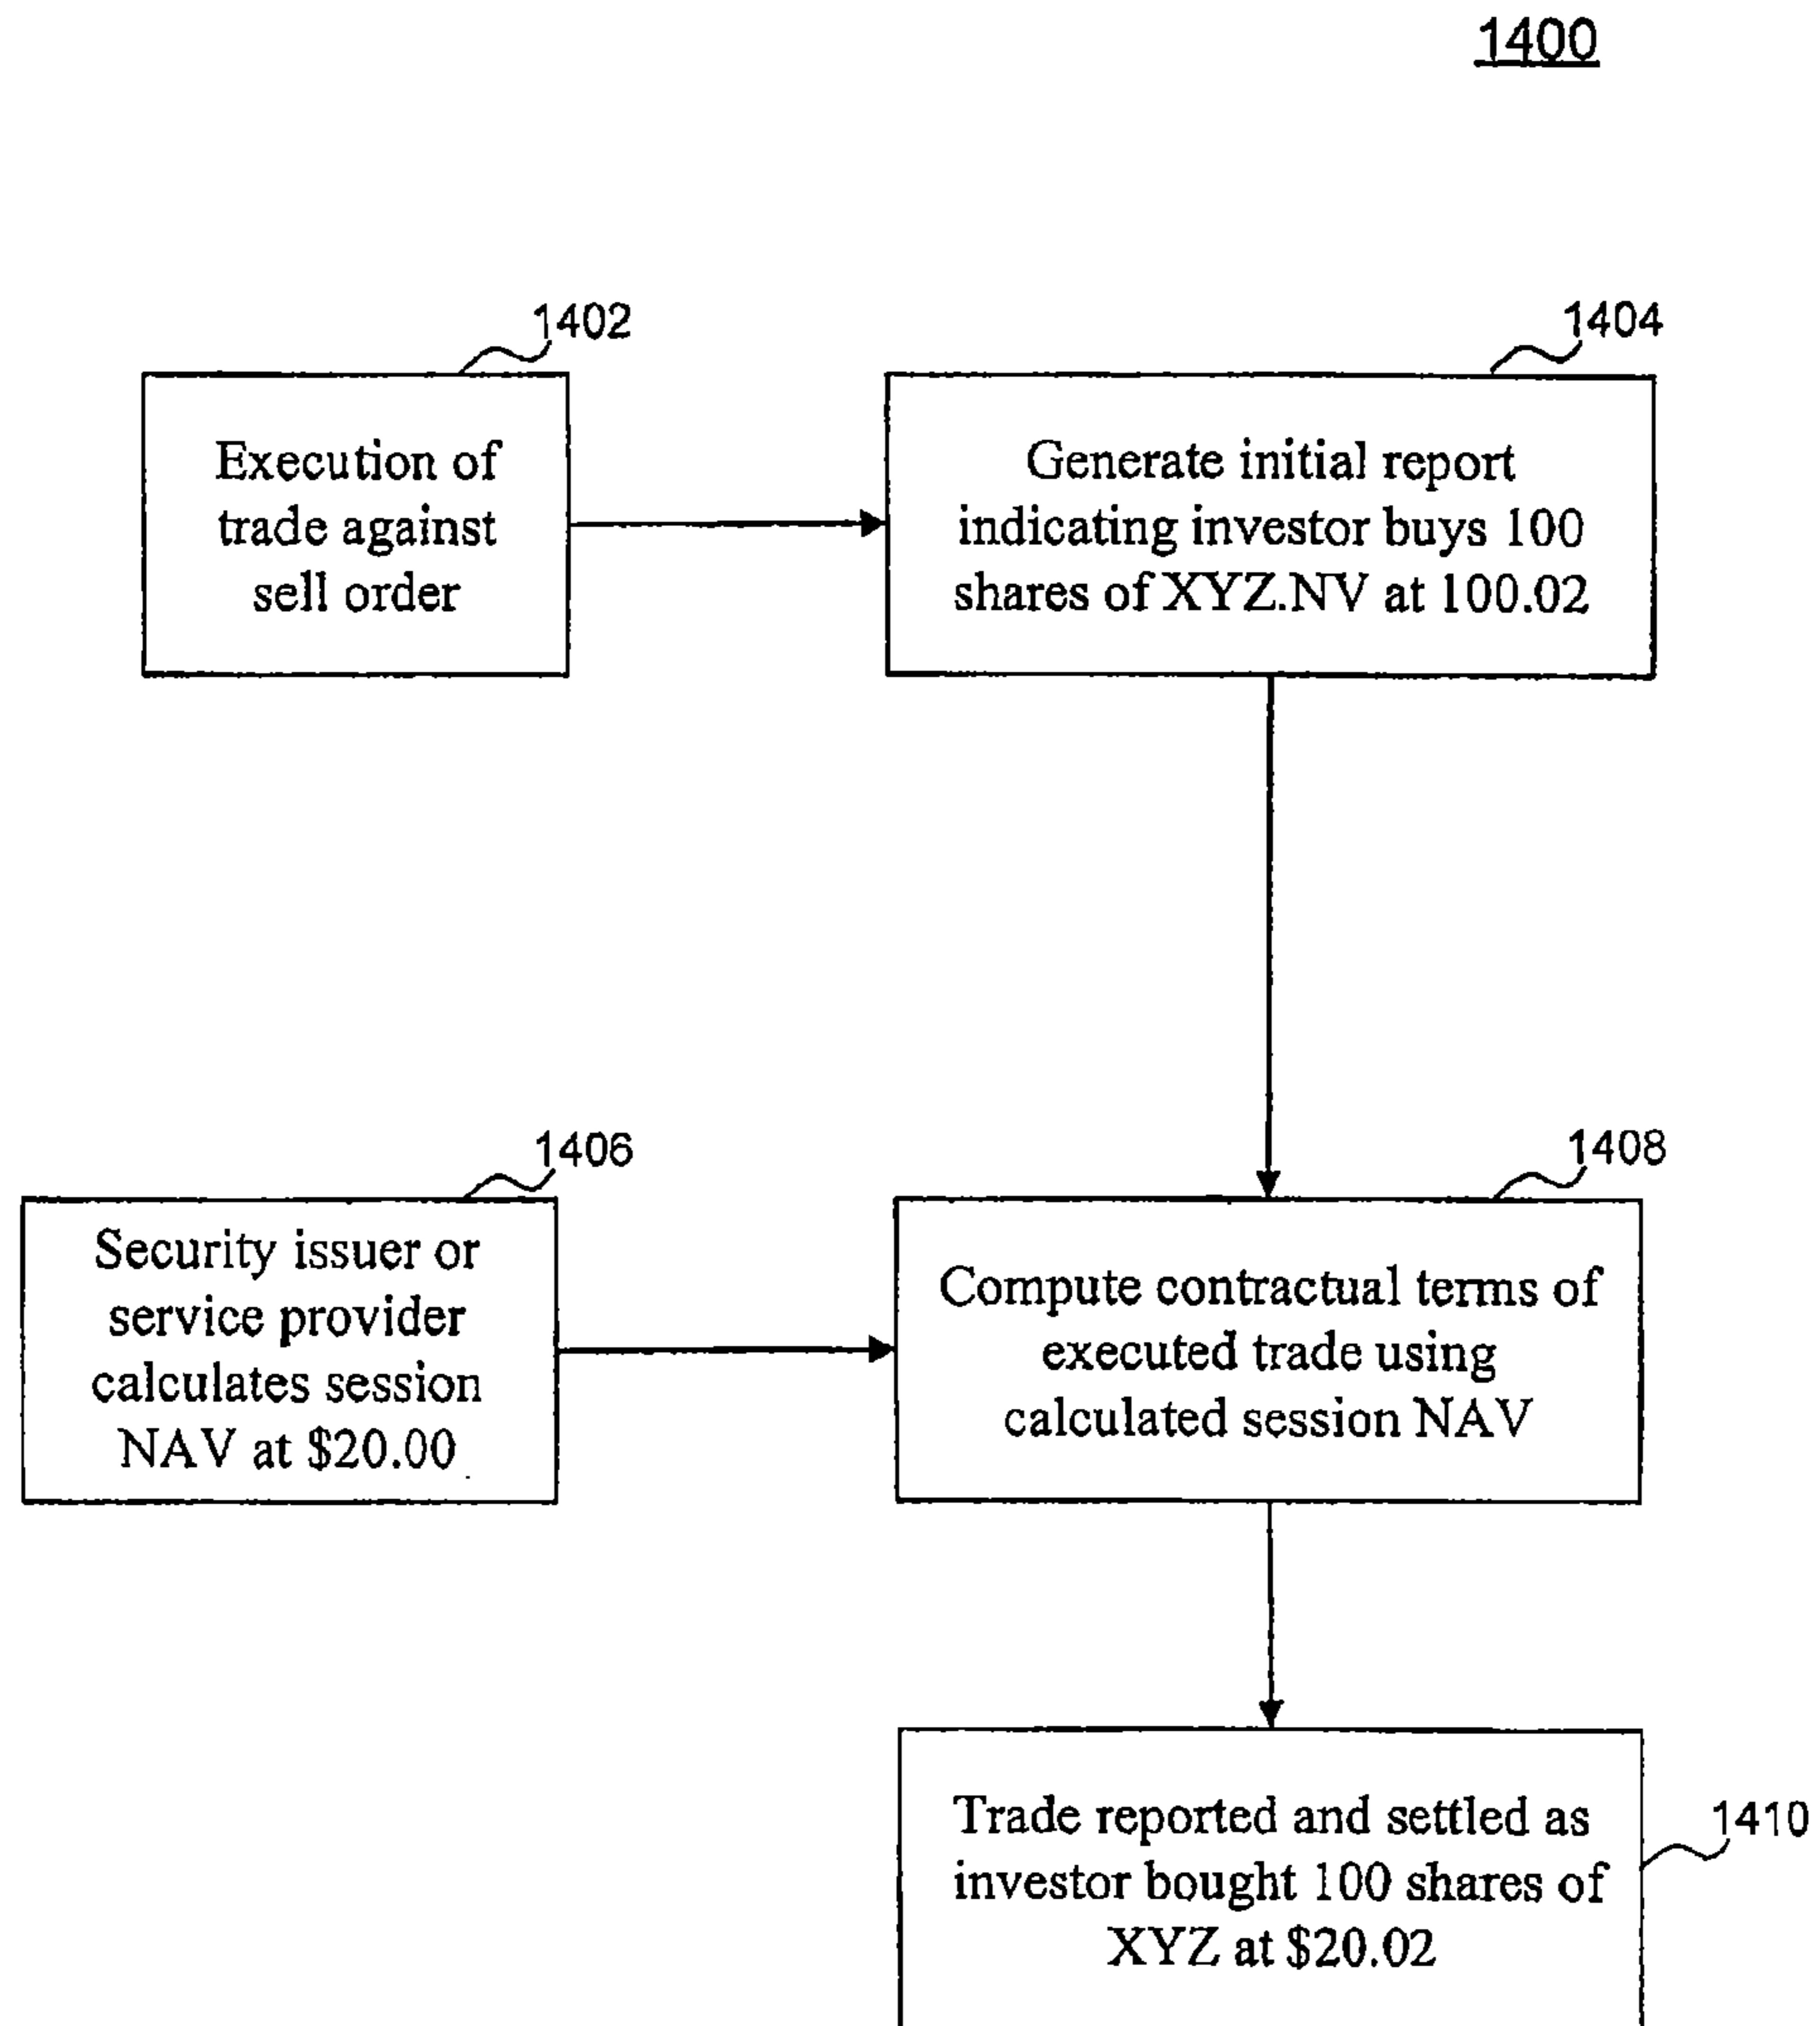 1400
1402
Execution of
trade against
sell order
1404
Generate initial report
indicating investor buys 100
shares of XYZ.NV at 100.02
1406
Security issuer or
service provider
calculates session
NAV at $20.00
1408
Compute contractual terms of
executed trade using
calculated session NAV
1410
Trade reported and settled as
investor bought 100 shares of
XYZ at $20.02